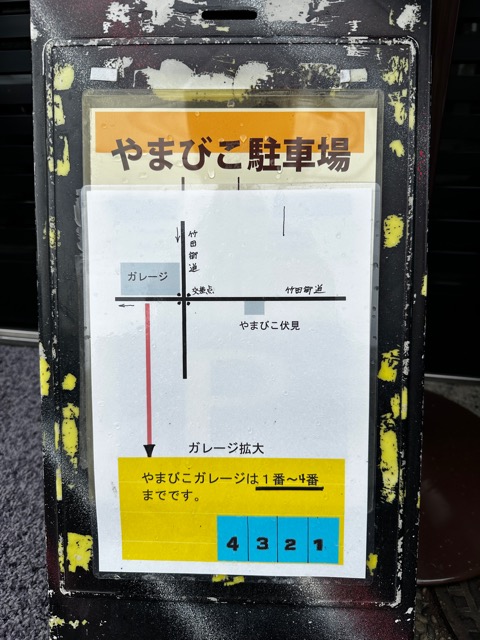 やまびこ駐車場
竹田街道
ガレージ
交差点
竹田街道
やまびこ伏見
ガレージ拡大
やまびこガレージは1番〜4番
までです。
4 3 2 1